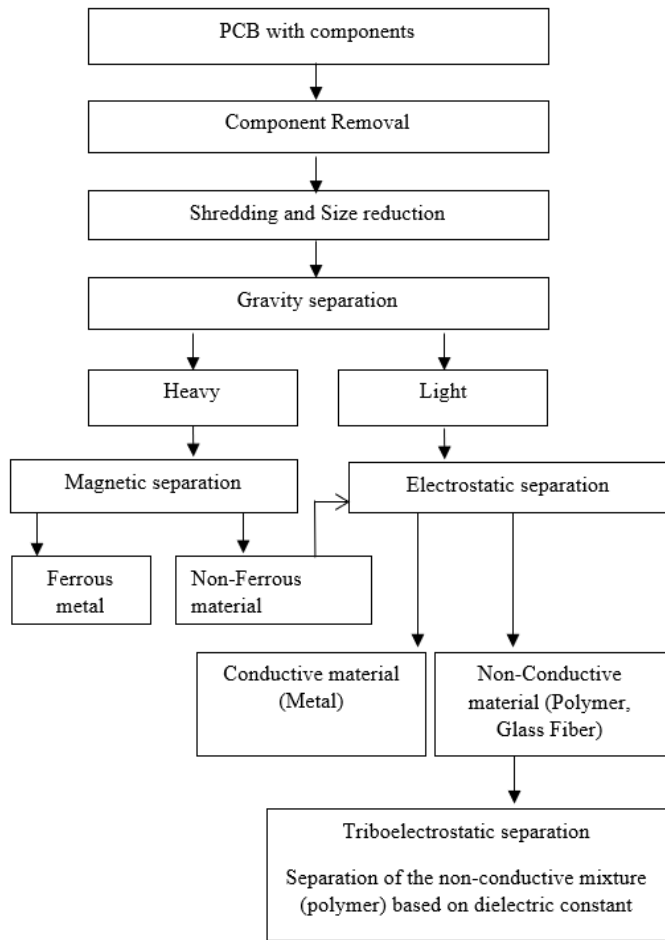 PCB with components
Component Removal
Shredding and Size reduction
Gravity separation
Heavy
Light
Magnetic separation
Electrostatic separation
Ferrous
metal
Non-Ferrous
material
Conductive material
(Metal)
Non-Conductive
material (Polymer,
Glass Fiber)
Triboelectrostatic separation
Separation of the non-conductive mixture
(polymer) based on dielectric constant